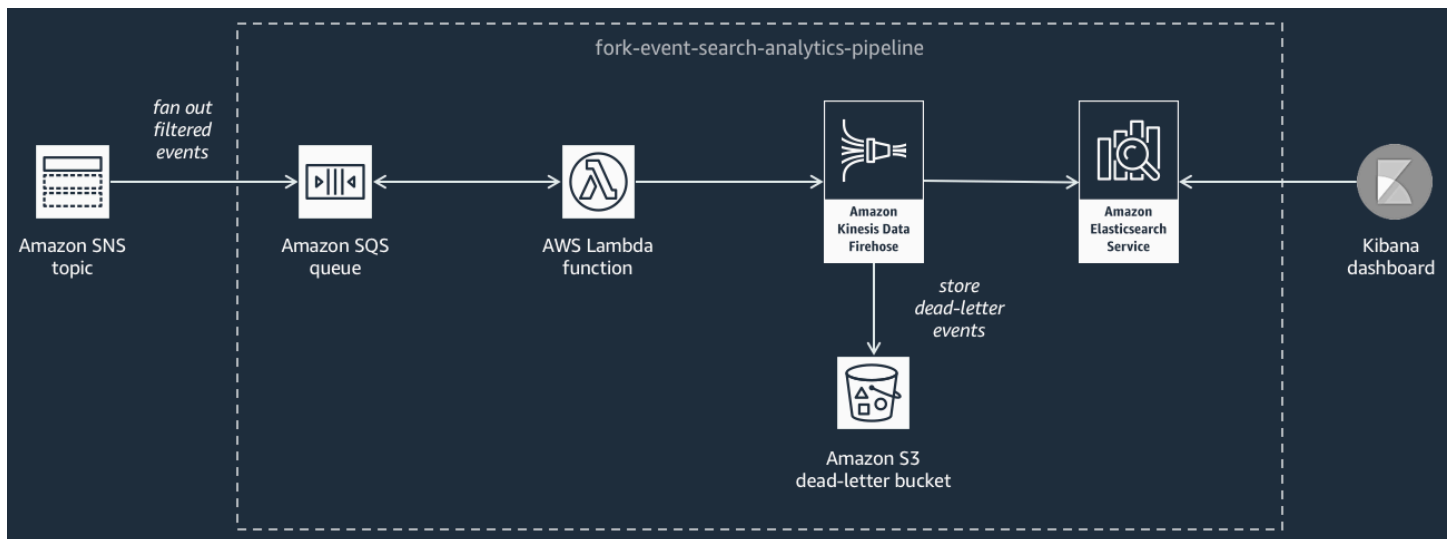 fork-event-search-analytics-pipeline
fan out
filtered
events
Amazon SNS
topic
Amazon SQS
queue
AWS Lambda
function
Amazon
Kinesis Data
Firehose
Amazon
Elasticsearch
Service
Kibana
dashboard
store
dead-letter
events
Amazon S3
dead-letter bucket